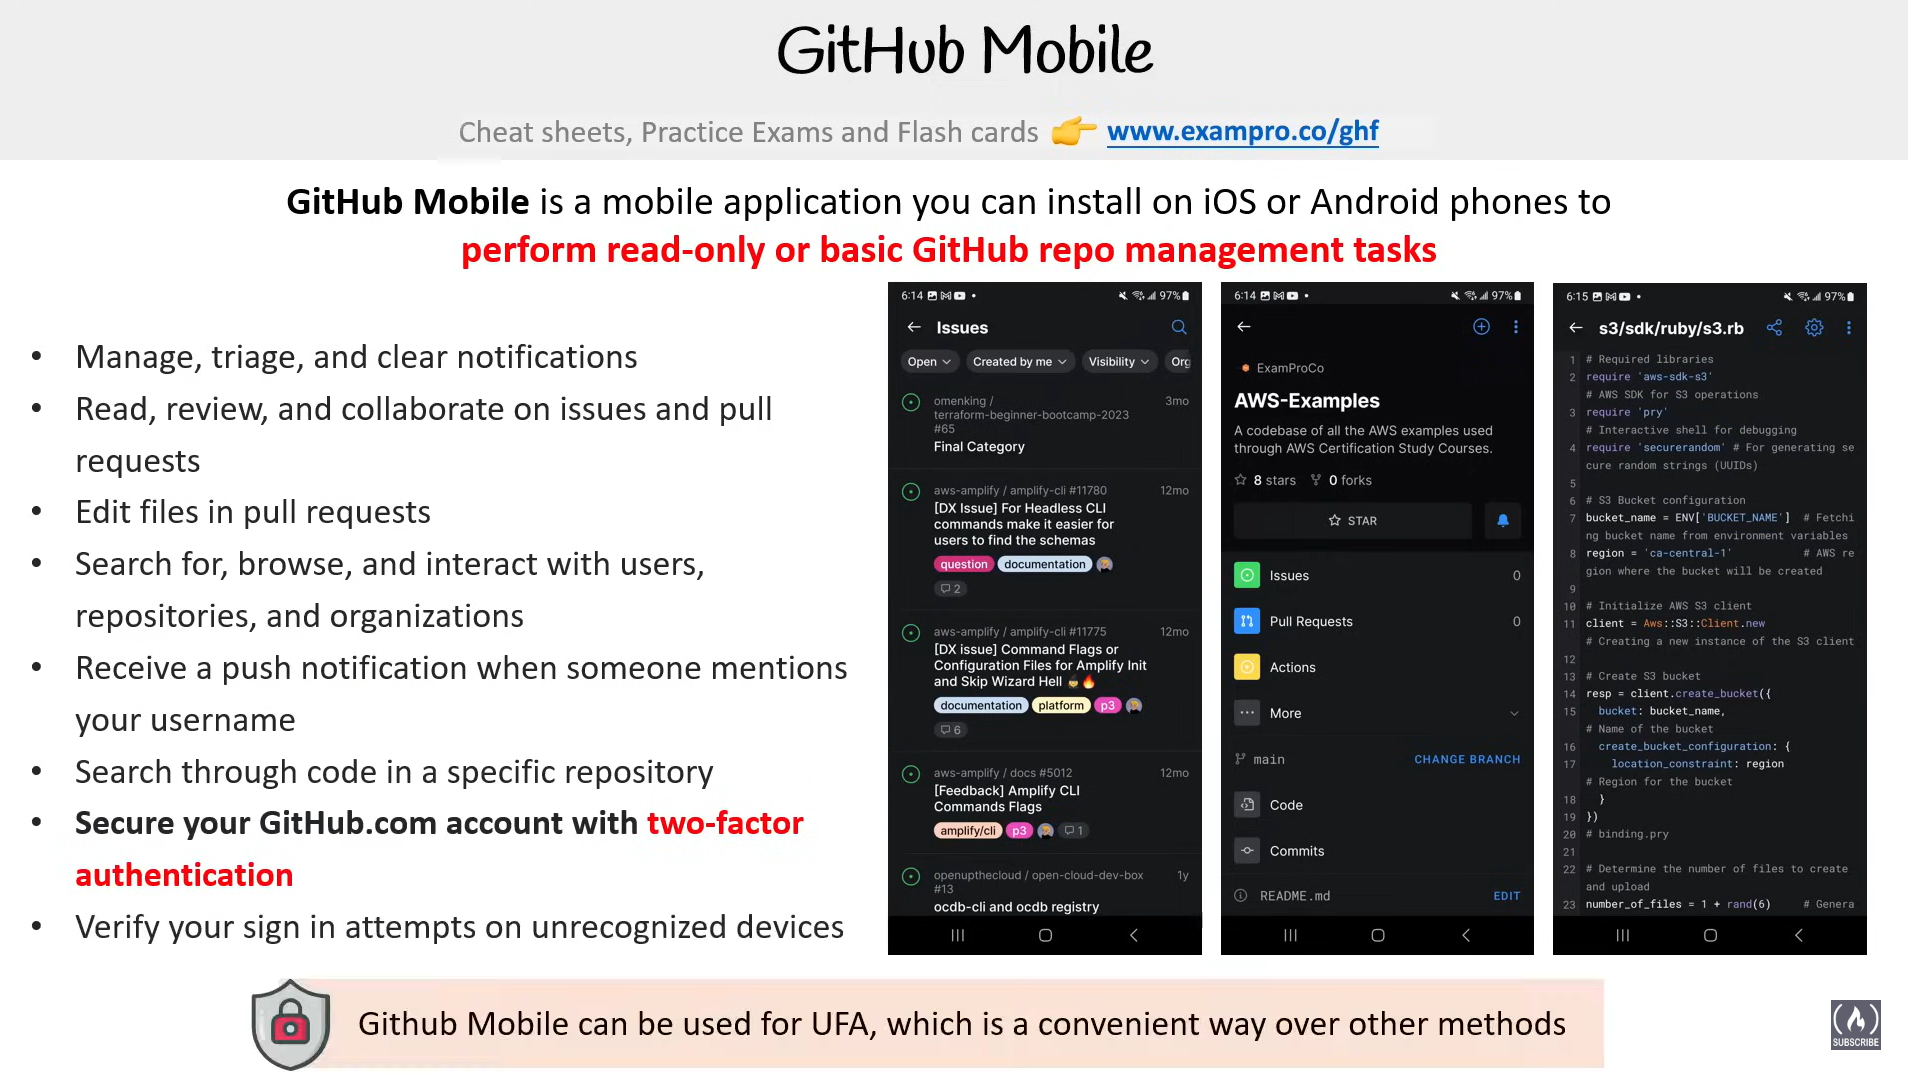 GitHub Mobile
Cheat sheets, Practice Exams and Flash cards 👉 www.exampro.co/ghf
GitHub Mobile is a mobile application you can install on iOS or Android phones to
perform read-only or basic GitHub repo management tasks
• Manage, triage, and clear notifications
• Read, review, and collaborate on issues and pull
requests
• Edit files in pull requests
• Search for, browse, and interact with users,
repositories, and organizations
• Receive a push notification when someone mentions
your username
• Search through code in a specific repository
• Secure your GitHub.com account with two-factor
authentication
• Verify your sign in attempts on unrecognized devices
6:14 97%
Issues
Open Created by me Visibility Org
omenking / 3mo
terraform-beginner-bootcamp-2023
#65
Final Category
aws-amplify / amplify-cli #11780 12mo
[DX Issue] For Headless CLI
commands make it easier for
users to find the schemas
question documentation
2
aws-amplify / amplify-cli #11775 12mo
[DX issue] Command Flags or
Configuration Files for Amplify Init
and Skip Wizard Hell 🧙🔥
documentation platform p3
6
aws-amplify / docs #5012 12mo
[Feedback] Amplify CLI
Commands Flags
amplify/cli p3 1
openupthecloud / open-cloud-dev-box 1y
#13
ocdb-cli and ocdb registry
6:14 97%
ExamProCo
AWS-Examples
A codebase of all the AWS examples used
through AWS Certification Study Courses.
8 stars 0 forks
STAR
Issues 0
Pull Requests 0
Actions
More
main CHANGE BRANCH
Code
Commits
README.md EDIT
6:15 97%
s3/sdk/ruby/s3.rb
1 # Required libraries
2 require 'aws-sdk-s3'
# AWS SDK for S3 operations
3 require 'pry'
# Interactive shell for debugging
4 require 'securerandom' # For generating se
cure random strings (UUIDs)
5
6 # S3 Bucket configuration
7 bucket_name = ENV['BUCKET_NAME'] # Fetchi
ng bucket name from environment variables
8 region = 'ca-central-1' # AWS re
gion where the bucket will be created
9
10 # Initialize AWS S3 client
11 client = Aws::S3::Client.new
# Creating a new instance of the S3 client
12
13 # Create S3 bucket
14 resp = client.create_bucket({
15 bucket: bucket_name,
# Name of the bucket
16 create_bucket_configuration: {
17 location_constraint: region
# Region for the bucket
18 }
19 })
20 # binding.pry
21
22 # Determine the number of files to create
and upload
23 number_of_files = 1 + rand(6) # Genera
Github Mobile can be used for UFA, which is a convenient way over other methods
SUBSCRIBE